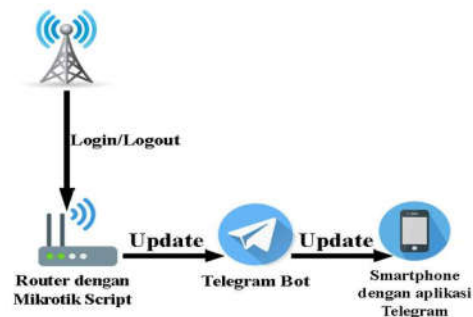 Login/Logout
Update
Update
Router dengan
Mikrotik Script
Telegram Bot
Smartphone
dengan aplikasi
Telegram